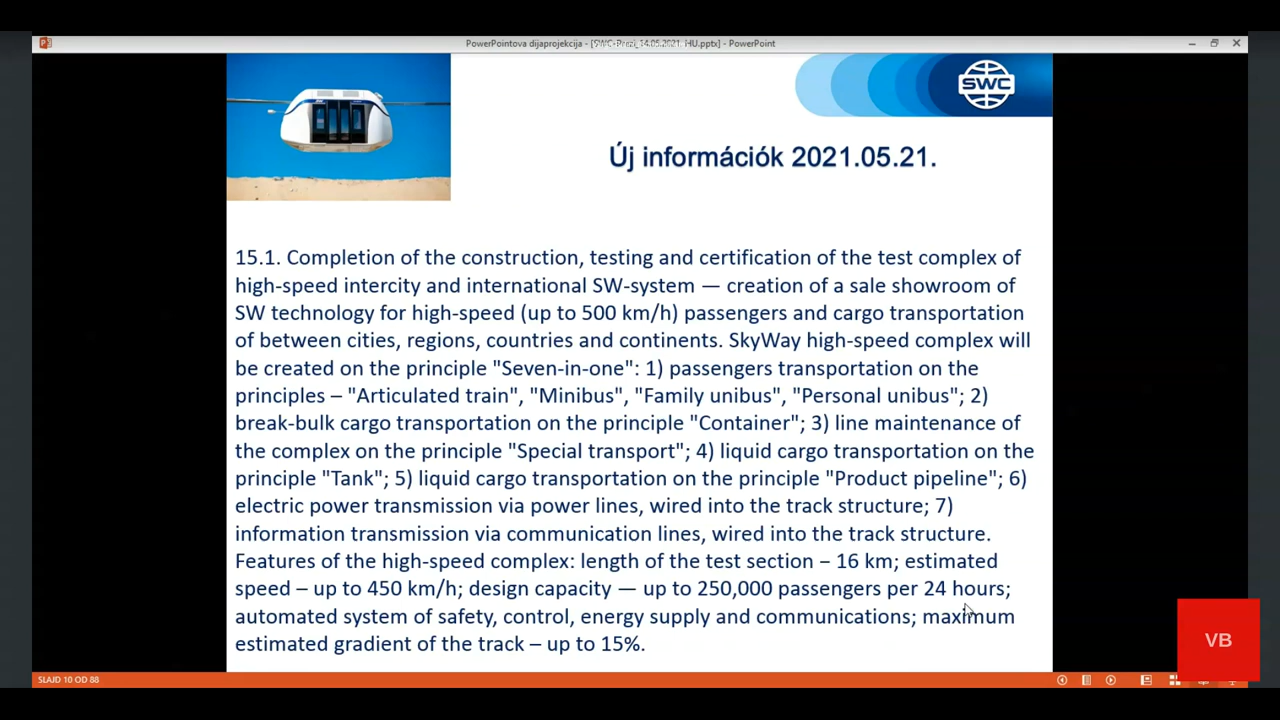 PowerPointova dijaprojekcija - [SWC-Prezi_14.05.2021. HU.pptx] - PowerPoint
SWC
Új információk 2021.05.21.
15.1. Completion of the construction, testing and certification of the test complex of
high-speed intercity and international SW-system — creation of a sale showroom of
SW technology for high-speed (up to 500 km/h) passengers and cargo transportation
of between cities, regions, countries and continents. SkyWay high-speed complex will
be created on the principle "Seven-in-one": 1) passengers transportation on the
principles – "Articulated train", "Minibus", "Family unibus", "Personal unibus"; 2)
break-bulk cargo transportation on the principle "Container"; 3) line maintenance of
the complex on the principle "Special transport"; 4) liquid cargo transportation on the
principle "Tank"; 5) liquid cargo transportation on the principle "Product pipeline"; 6)
electric power transmission via power lines, wired into the track structure; 7)
information transmission via communication lines, wired into the track structure.
Features of the high-speed complex: length of the test section – 16 km; estimated
speed – up to 450 km/h; design capacity — up to 250,000 passengers per 24 hours;
automated system of safety, control, energy supply and communications; maximum
estimated gradient of the track – up to 15%.
VB
SLAJD 10 OD 88